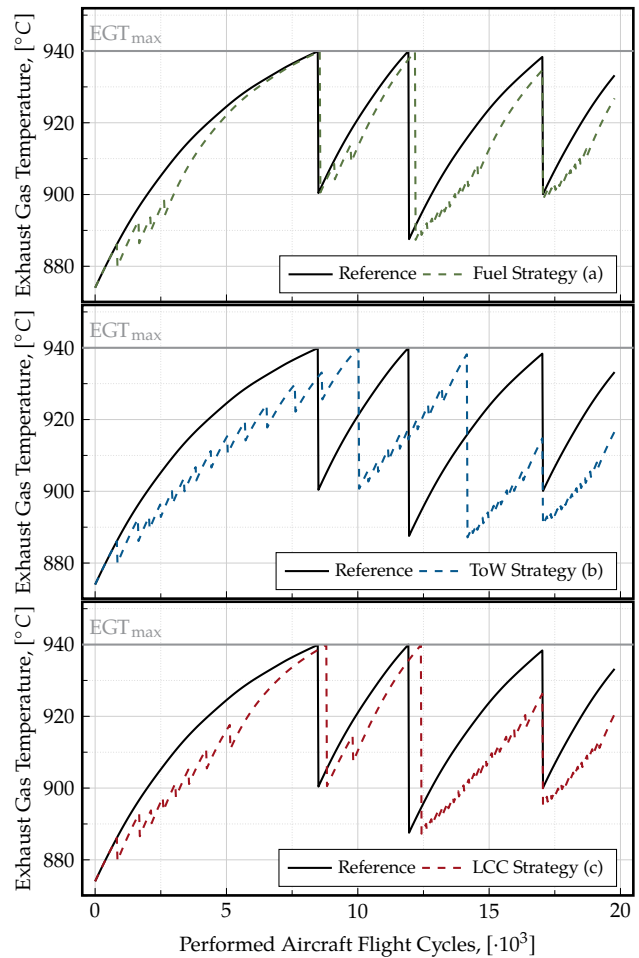 EGTmax
940
920
900
880
Exhaust Gas Temperature, [°C]
Reference
Fuel Strategy (a)
EGTmax
940
920
900
880
Exhaust Gas Temperature, [°C]
Reference
ToW Strategy (b)
EGTmax
940
920
900
880
Exhaust Gas Temperature, [°C]
Reference
LCC Strategy (c)
0
5
10
15
20
Performed Aircraft Flight Cycles, [·10³]